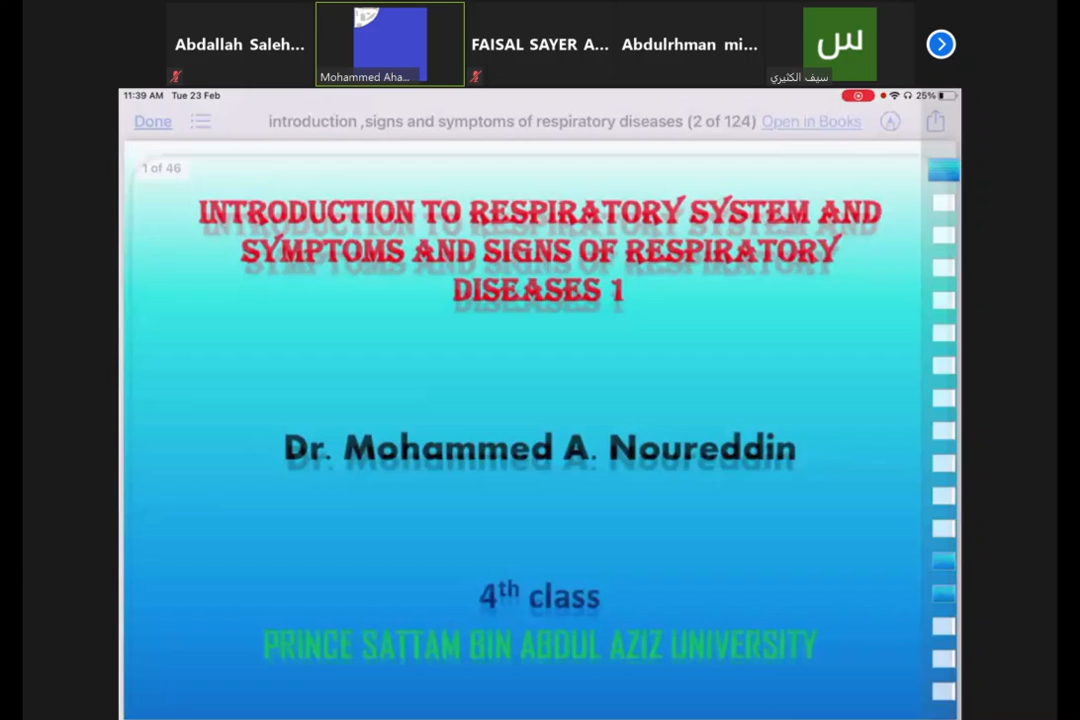 Abdallah Saleh...
Mohammed Aha...
FAISAL SAYER A...
Abdulrhman mi...
س
سيف الكثيري
11:39 AM Tue 23 Feb
25%
Done
introduction ,signs and symptoms of respiratory diseases (2 of 124)
Open in Books
1 of 46
INTRODUCTION TO RESPIRATORY SYSTEM AND
SYMPTOMS AND SIGNS OF RESPIRATORY
DISEASES 1
Dr. Mohammed A. Noureddin
4th class
PRINCE SATTAM BIN ABDUL AZIZ UNIVERSITY